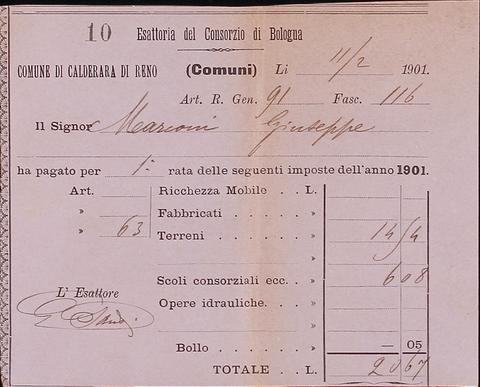 10 Esattoria del Consorzio di Bologna
COMUNE DI CALDERARA DI RENO (Comuni) Li 11/2 1901.
Art. R. Gen. 91 Fasc. 116
Il Signor Marconi Giuseppe
ha pagato per 1ª rata delle seguenti imposte dell'anno 1901.
Art. Ricchezza Mobile . . L.
» Fabbricati . . . . . »
» 63 Terreni . . . . . . » 14 54
»
Scoli consorziali ecc. . » 6 08
L' Esattore
Opere idrauliche. . . . »
»
Bollo . . . . » — 05
TOTALE . . L. 20 67